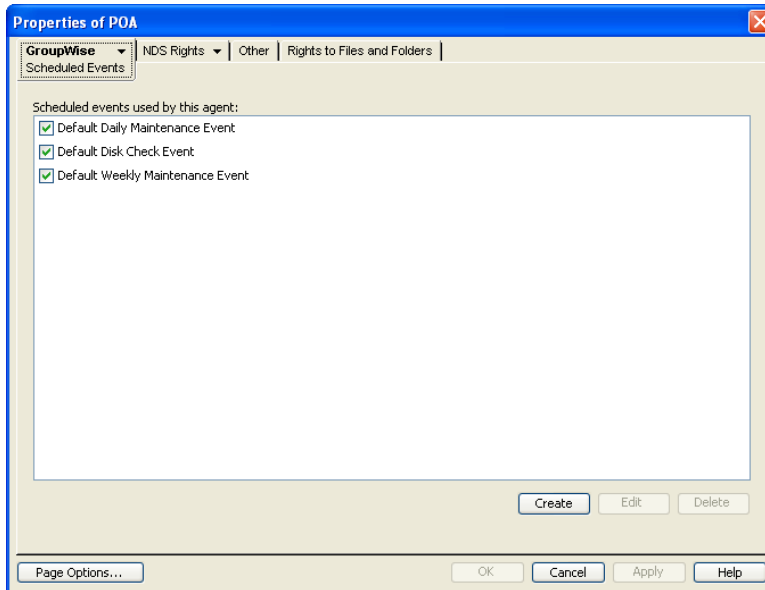 Properties of POA
GroupWise NDS Rights Other Rights to Files and Folders
Scheduled Events
Scheduled events used by this agent:
Default Daily Maintenance Event
Default Disk Check Event
Default Weekly Maintenance Event
Create Edit Delete
Page Options... OK Cancel Apply Help